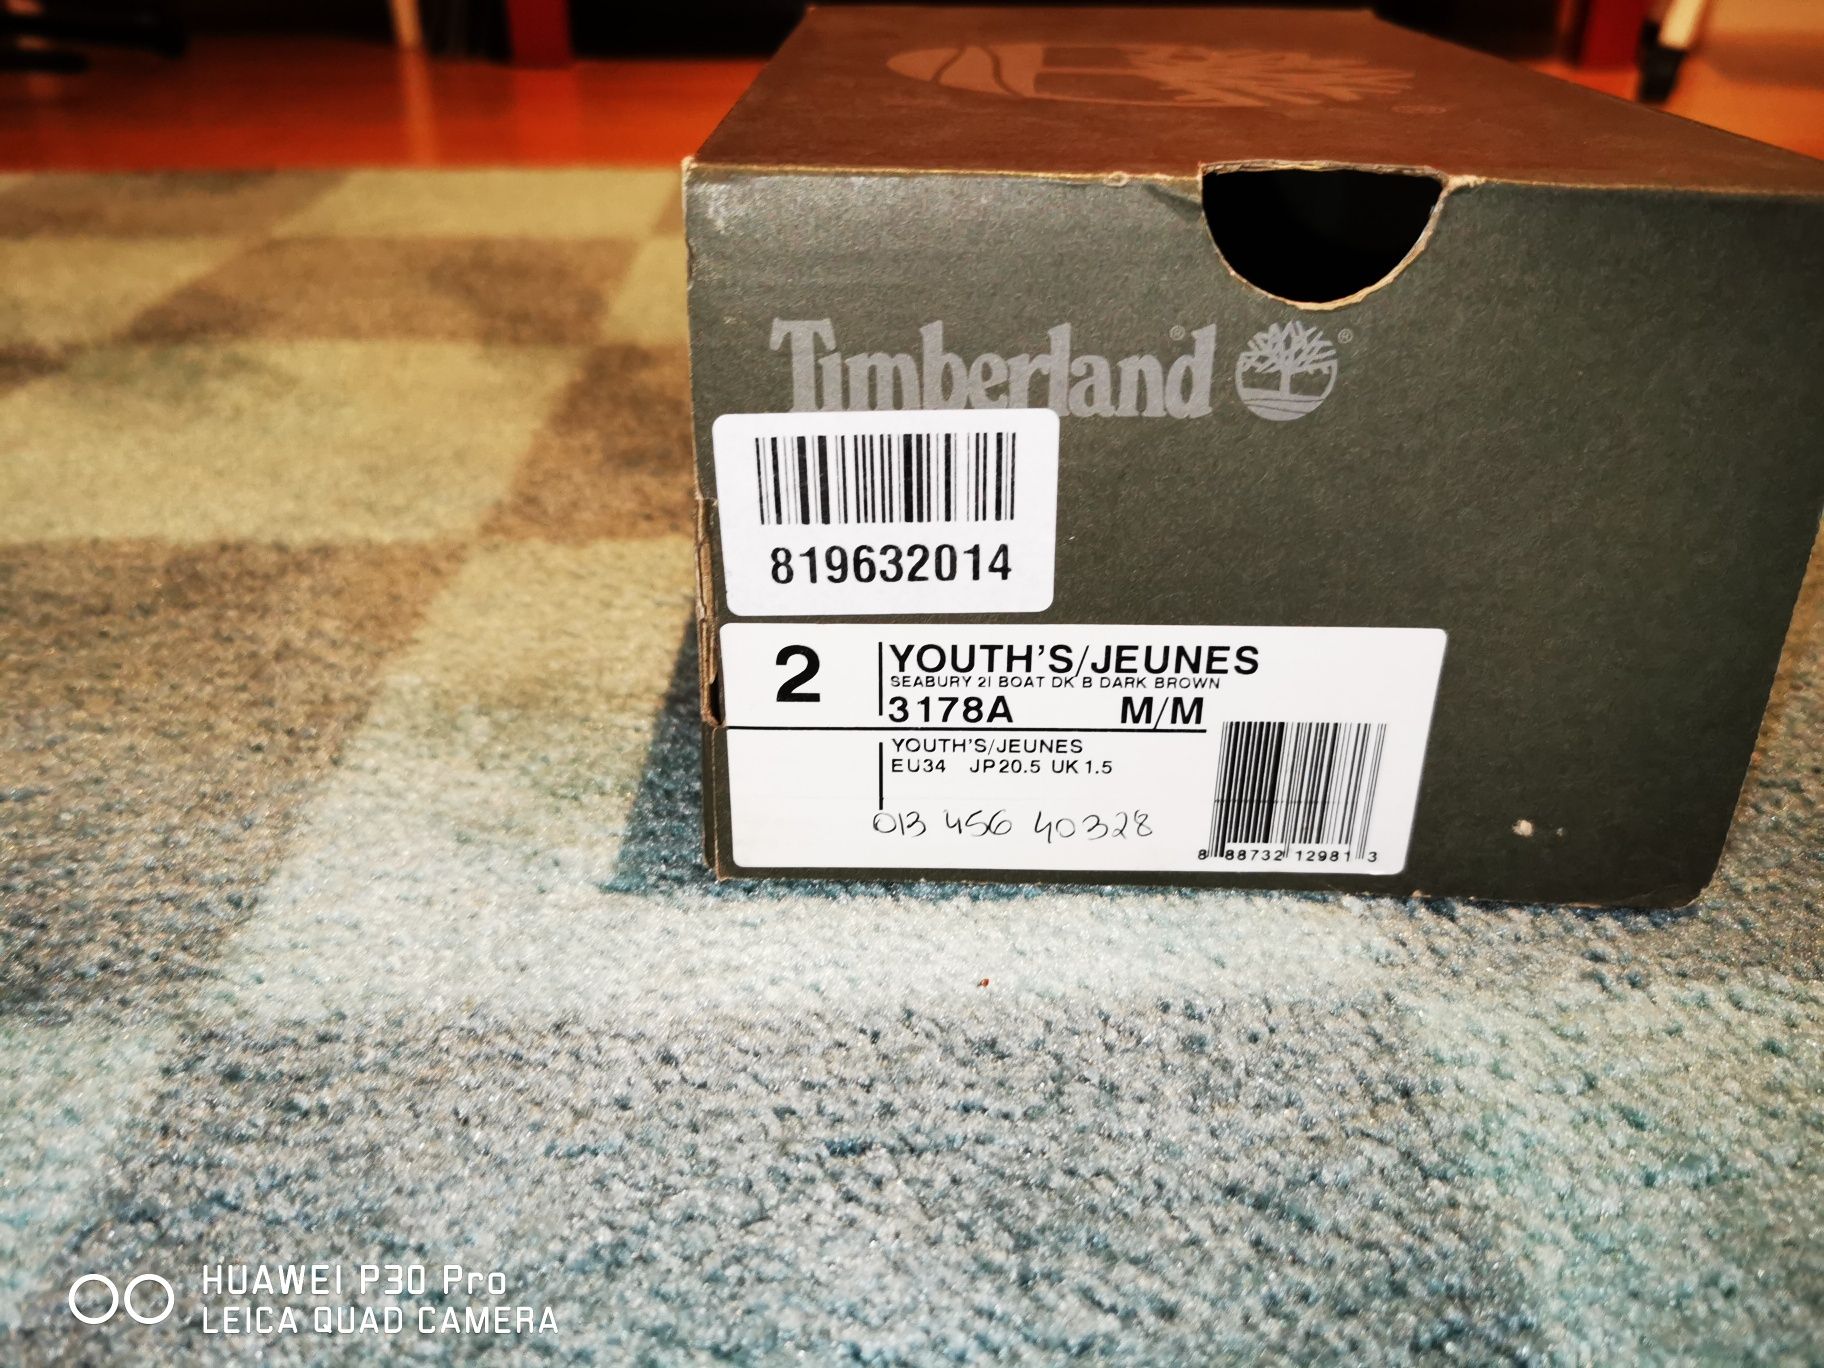 Timberland
819632014
2
YOUTH'S/JEUNES
SEABURY 2I BOAT DK B DARK BROWN
3178A M/M
YOUTH'S/JEUNES
EU34 JP20.5 UK1.5
013 456 40328
8 88732 12981 3
HUAWEI P30 Pro
LEICA QUAD CAMERA